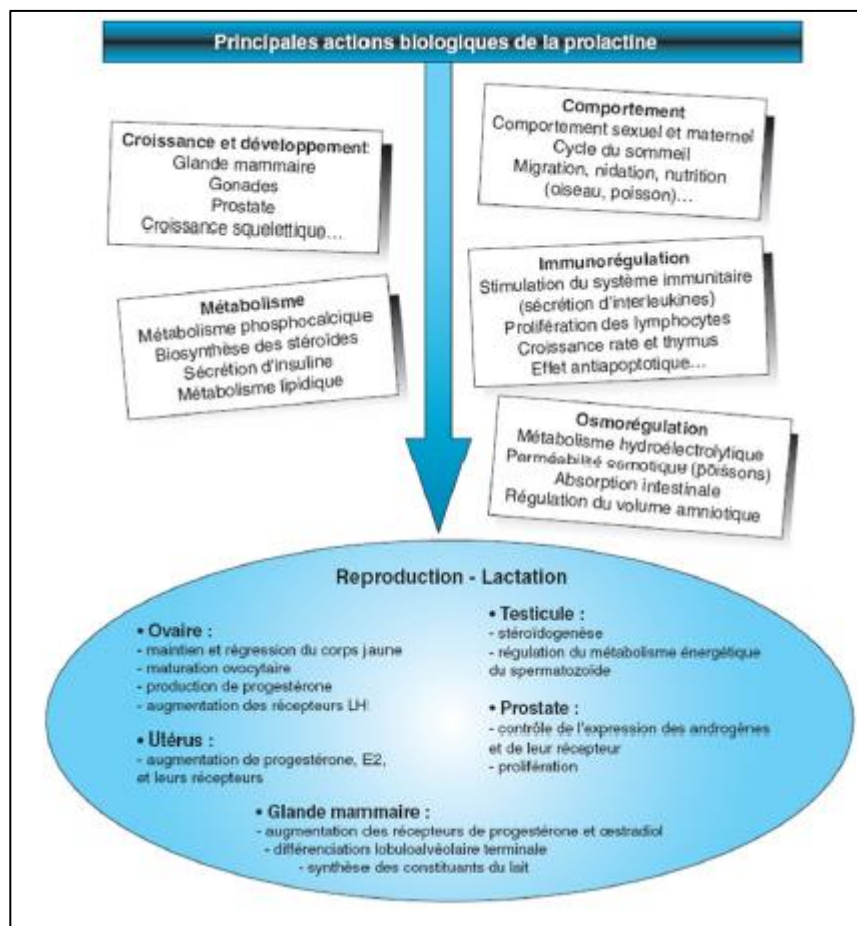 Principales actions biologiques de la prolactine
Croissance et développement
Glande mammaire
Gonades
Prostate
Croissance squelettique...
Métabolisme
Métabolisme phosphocalcique
Biosynthèse des stéroïdes
Sécrétion d'insuline
Métabolisme lipidique
Comportement
Comportement sexuel et maternel
Cycle du sommeil
Migration, nidation, nutrition
(oiseau, poisson)...
Immunorégulation
Stimulation du système immunitaire
(sécrétion d'interleukines)
Prolifération des lymphocytes
Croissance rate et thymus
Effet antiapoptotique...
Osmorégulation
Métabolisme hydroélectrolytique
Perméabilité osmotique (poissons)
Absorption intestinale
Régulation du volume amniotique
Reproduction - Lactation
• Ovaire :
- maintien et régression du corps jaune
- maturation ovocytaire
- production de progestérone
- augmentation des récepteurs LH
• Utérus :
- augmentation de progestérone, E2,
et leurs récepteurs
• Testicule :
- stéroïdogenèse
- régulation du métabolisme énergétique
du spermatozoïde
• Prostate :
- contrôle de l'expression des androgènes
et de leur récepteur
- prolifération
• Glande mammaire :
- augmentation des récepteurs de progestérone et œstradiol
- différenciation lobuloalvéolaire terminale
- synthèse des constituants du lait